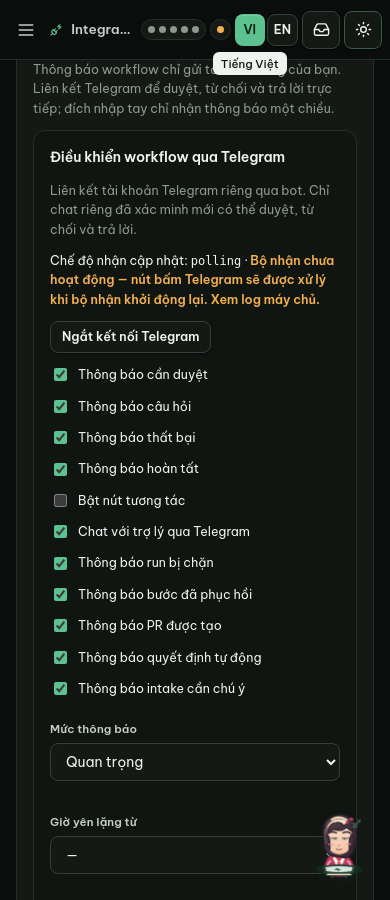 Integra...
VI
EN
Tiếng Việt
Thông báo workflow chỉ gửi của bạn.
Liên kết Telegram để duyệt, từ chối và trả lời trực
tiếp; đích nhập tay chỉ nhận thông báo một chiều.
Điều khiển workflow qua Telegram
Liên kết tài khoản Telegram riêng qua bot. Chỉ
chat riêng đã xác minh mới có thể duyệt, từ
chối và trả lời.
Chế độ nhận cập nhật: polling · Bộ nhận chưa
hoạt động — nút bấm Telegram sẽ được xử lý
khi bộ nhận khởi động lại. Xem log máy chủ.
Ngắt kết nối Telegram
Thông báo cần duyệt
Thông báo câu hỏi
Thông báo thất bại
Thông báo hoàn tất
Bật nút tương tác
Chat với trợ lý qua Telegram
Thông báo run bị chặn
Thông báo bước đã phục hồi
Thông báo PR được tạo
Thông báo quyết định tự động
Thông báo intake cần chú ý
Mức thông báo
Quan trọng
Giờ yên lặng từ
—